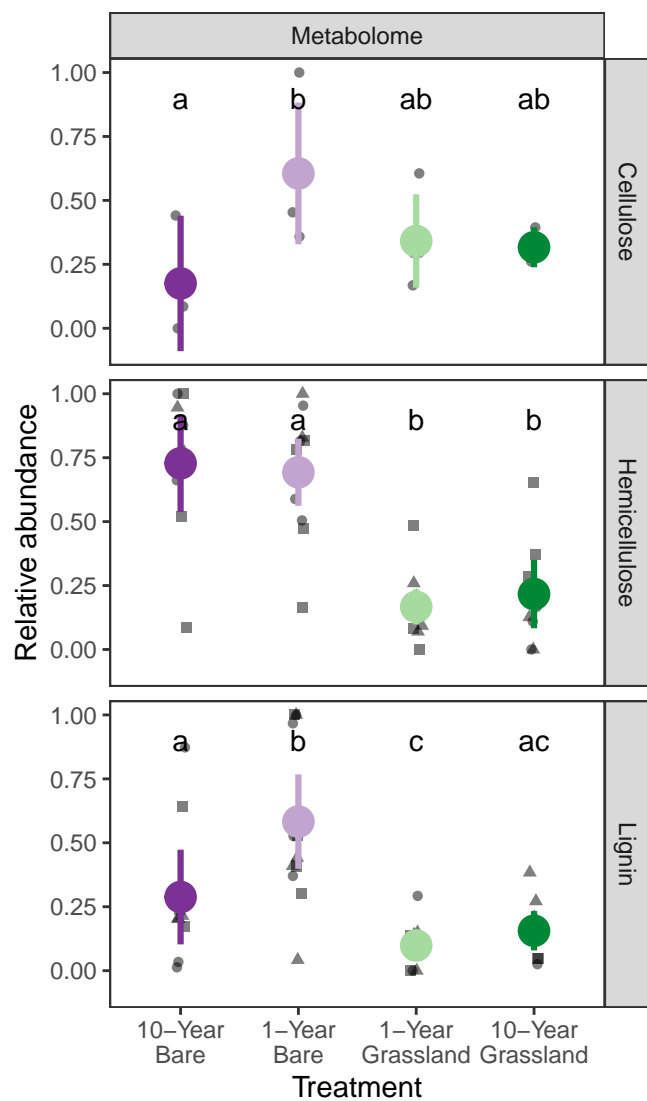 Metabolome
1.00
0.75
0.50
0.25
0.00
a b ab ab
Cellulose
1.00
0.75
0.50
0.25
0.00
a a b b
Hemicellulose
1.00
0.75
0.50
0.25
0.00
a b c ac
Lignin
Relative abundance
10−Year 1−Year 1−Year 10−Year
Bare Bare Grassland Grassland
Treatment